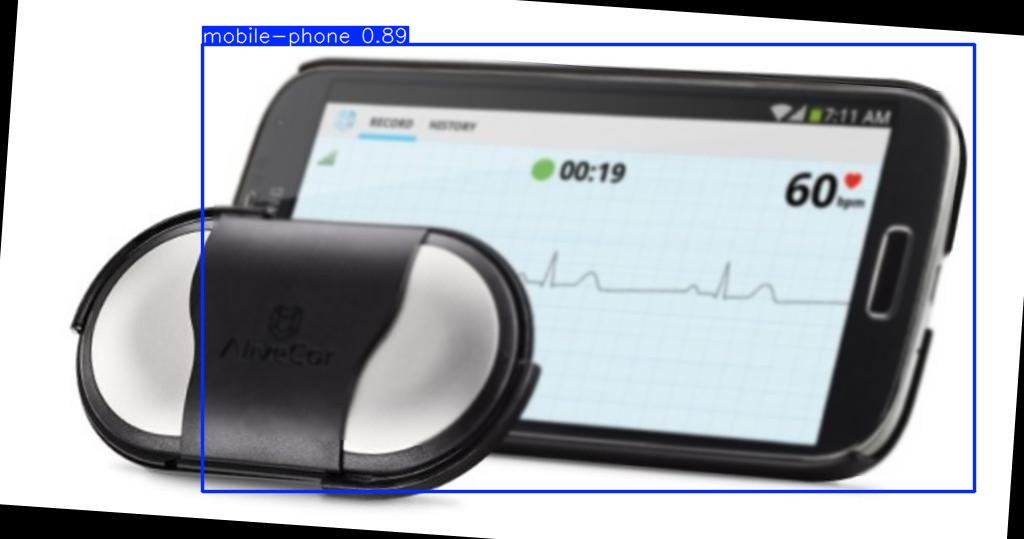 mobile-phone 0.89
7:11 AM
RECORD HISTORY
00:19
60 bpm
AliveCor